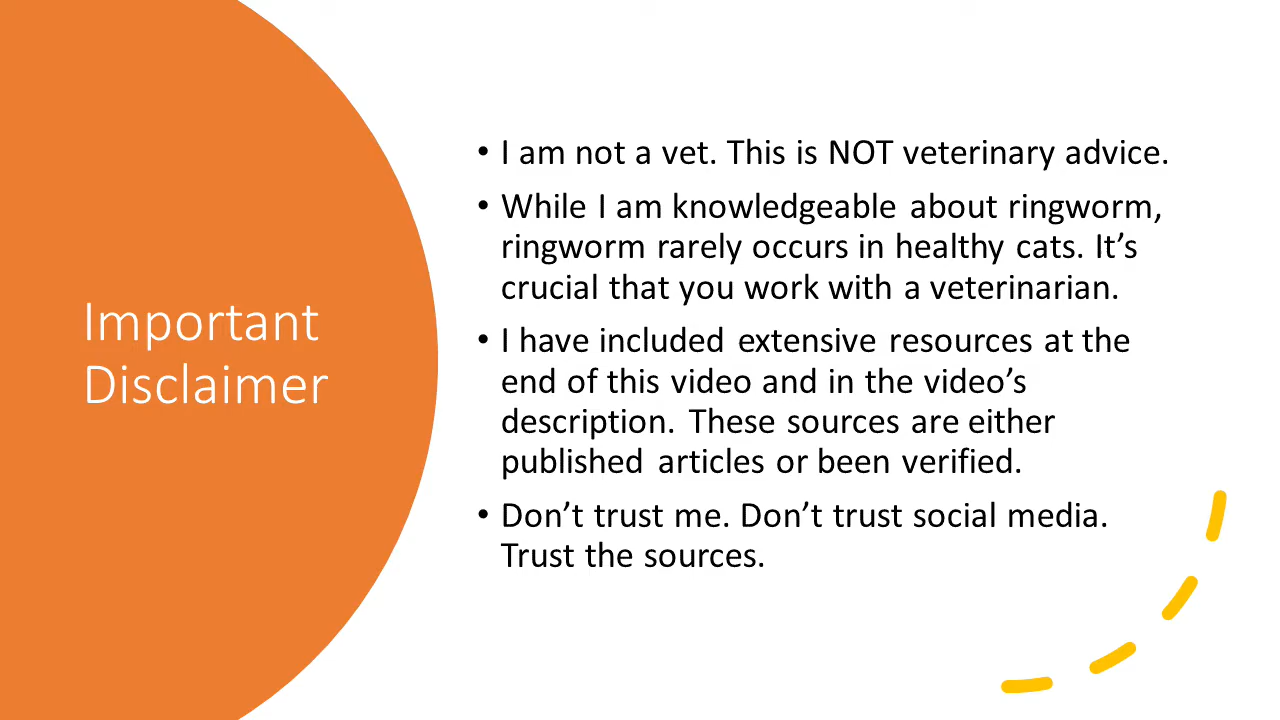 Important
Disclaimer
• I am not a vet. This is NOT veterinary advice.
• While I am knowledgeable about ringworm,
ringworm rarely occurs in healthy cats. It’s
crucial that you work with a veterinarian.
• I have included extensive resources at the
end of this video and in the video’s
description. These sources are either
published articles or been verified.
• Don’t trust me. Don’t trust social media.
Trust the sources.